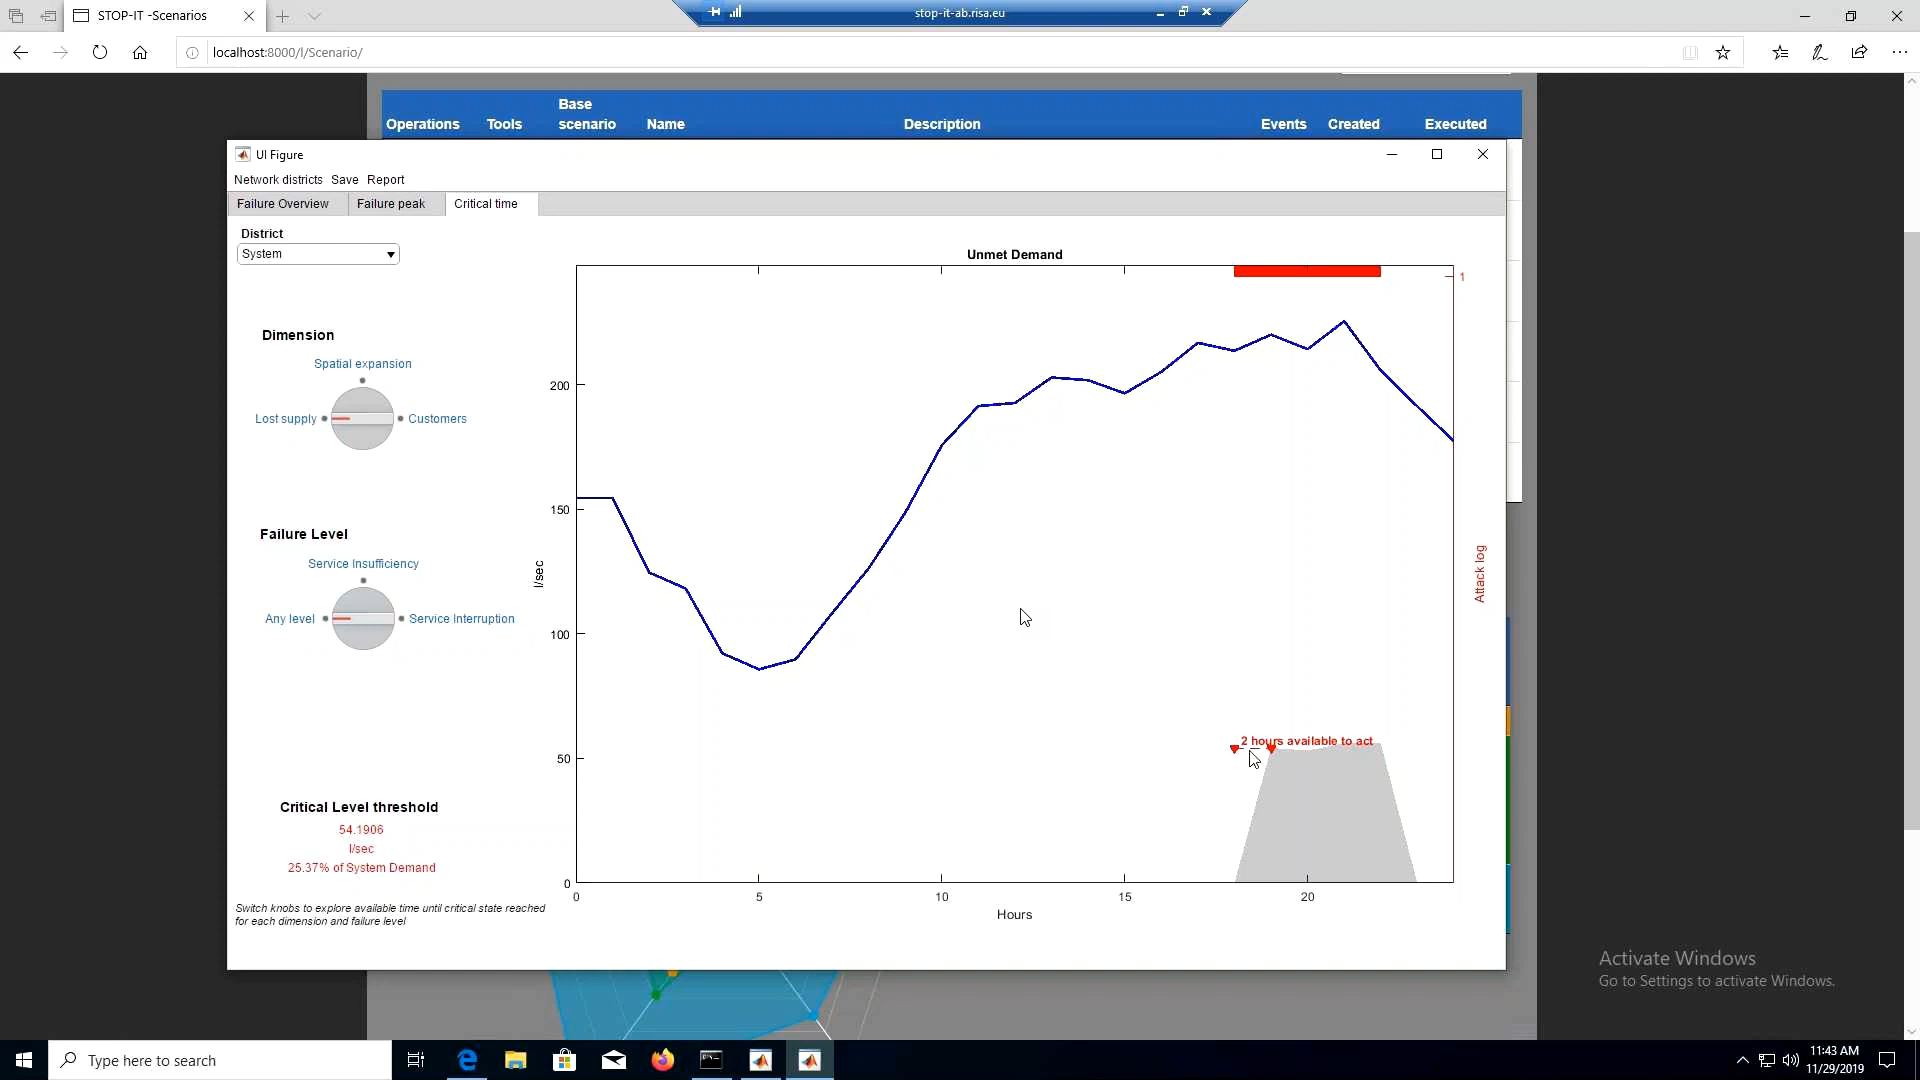 STOP-IT -Scenarios
stop-it-ab.risa.eu
localhost:8000/I/Scenario/
Operations Tools Base scenario Name Description Events Created Executed
UI Figure
Network districts Save Report
Failure Overview Failure peak Critical time
District
System
Unmet Demand
1
Dimension
Spatial expansion
Lost supply Customers
200
150
100
50
0
l/sec
Attack log
Failure Level
Service Insufficiency
Any level Service Interruption
2 hours available to act
Critical Level threshold
54.1906
l/sec
25.37% of System Demand
0 5 10 15 20
Hours
Switch knobs to explore available time until critical state reached
for each dimension and failure level
Activate Windows
Go to Settings to activate Windows.
Type here to search
11:43 AM
11/29/2019